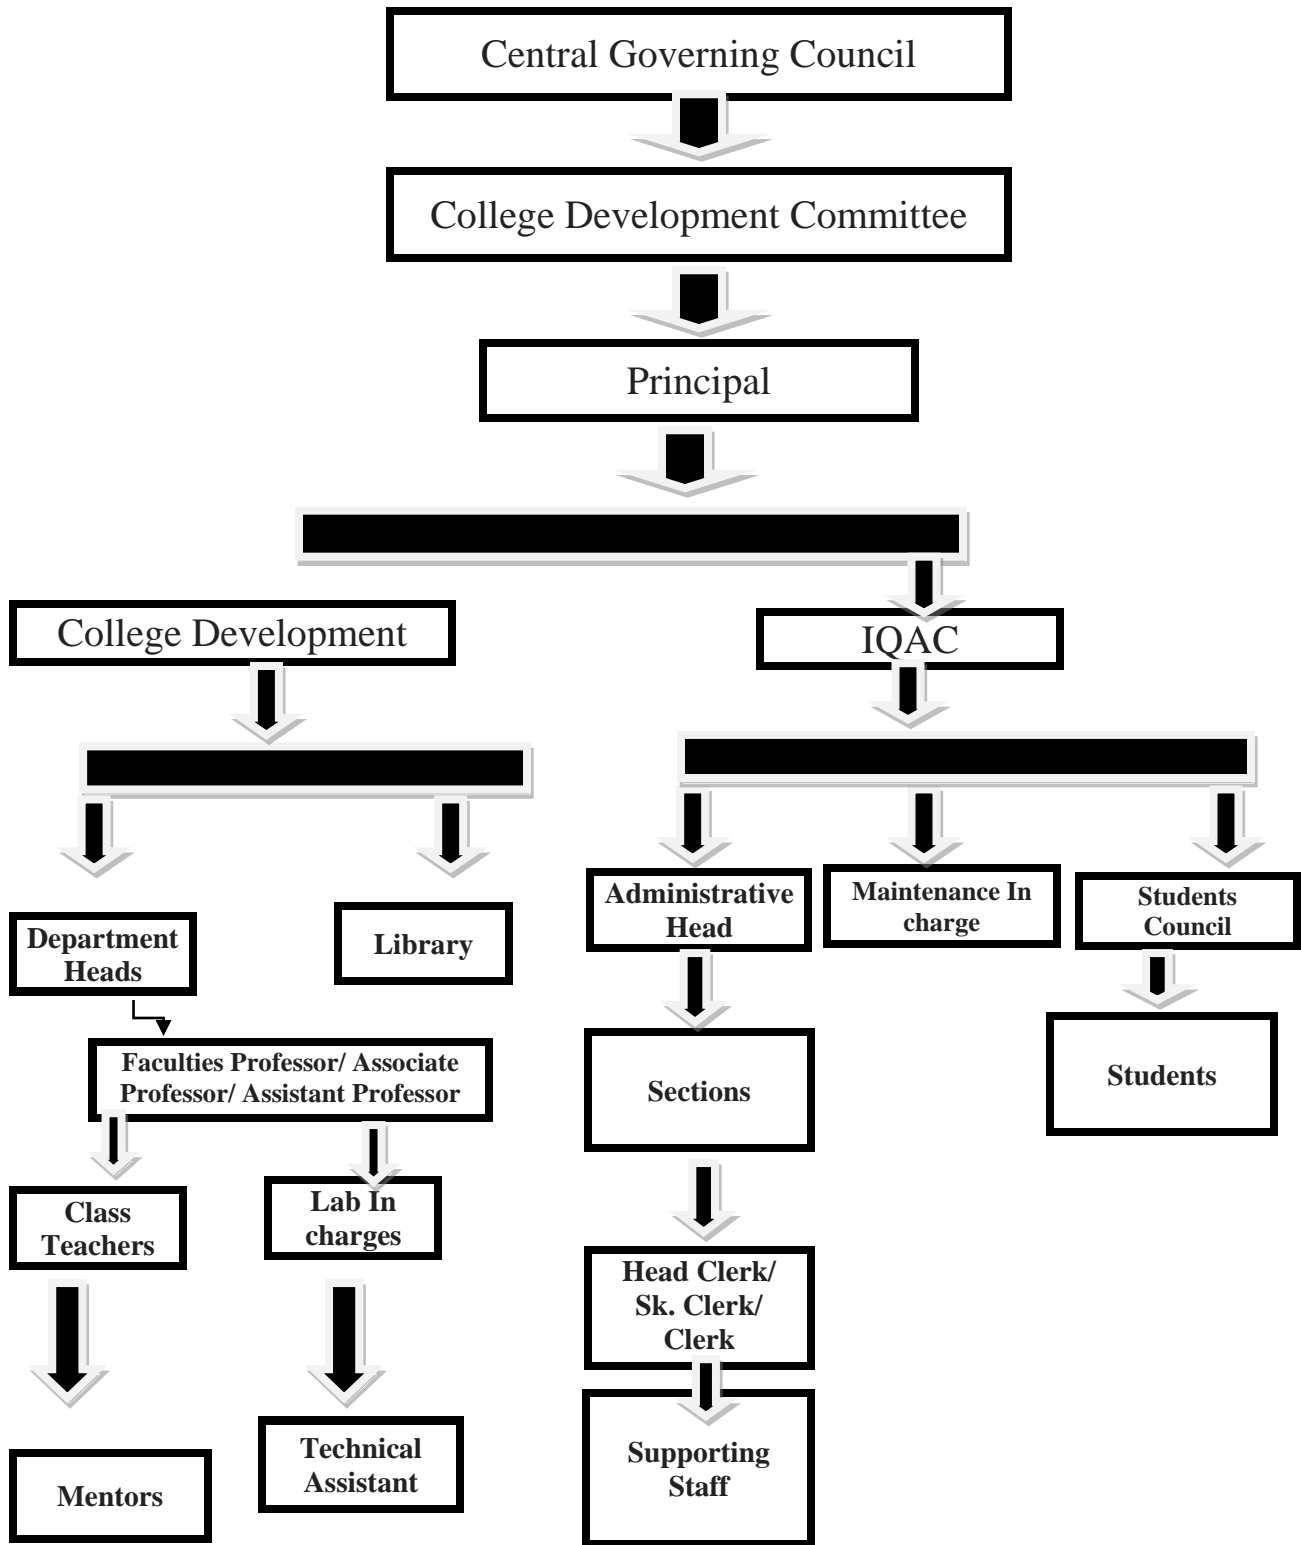 Central Governing Council
College Development Committee
Principal
College Development
IQAC
Administrative
Head
Maintenance In
charge
Students
Council
Department
Heads
Library
Faculties Professor/ Associate
Professor/ Assistant Professor
Sections
Students
Class
Teachers
Lab In
charges
Head Clerk/
Sk. Clerk/
Clerk
Mentors
Technical
Assistant
Supporting
Staff